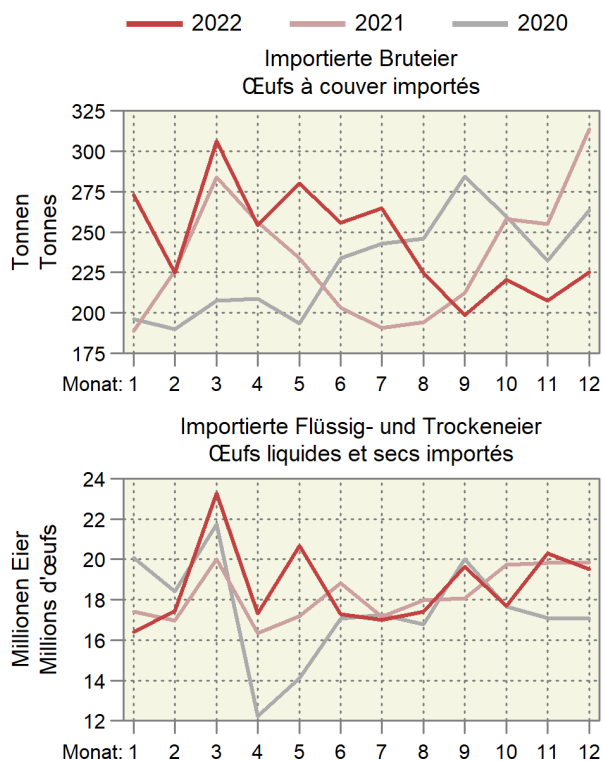 2022 2021 2020
Importierte Bruteier
Œufs à couver importés
Tonnen
Tonnes
325
300
275
250
225
200
175
Monat: 1 2 3 4 5 6 7 8 9 10 11 12
Importierte Flüssig- und Trockeneier
Œufs liquides et secs importés
Millionen Eier
Millions d'œufs
24
22
20
18
16
14
12
Monat: 1 2 3 4 5 6 7 8 9 10 11 12